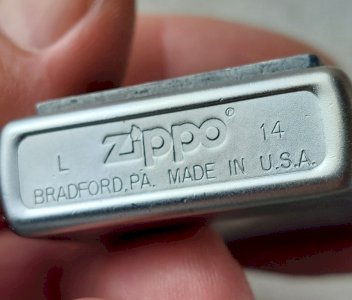 L zippo® 14
BRADFORD, PA. MADE IN U.S.A.